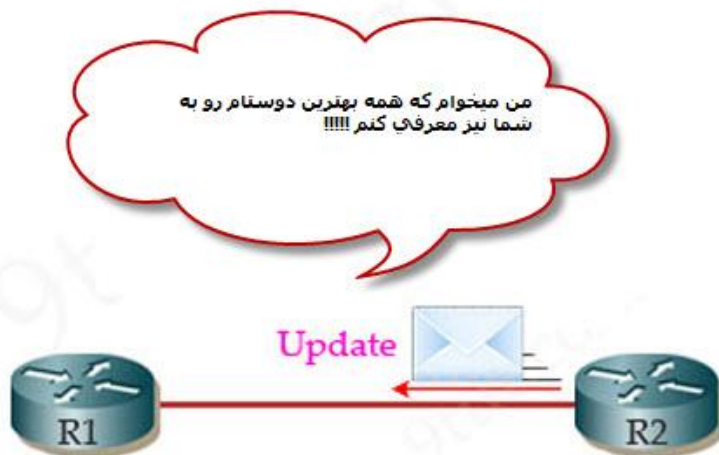 من میخوام که همه بهترین دوستام رو به
شما نیز معرفي کنم !!!!!
Update
R1
R2